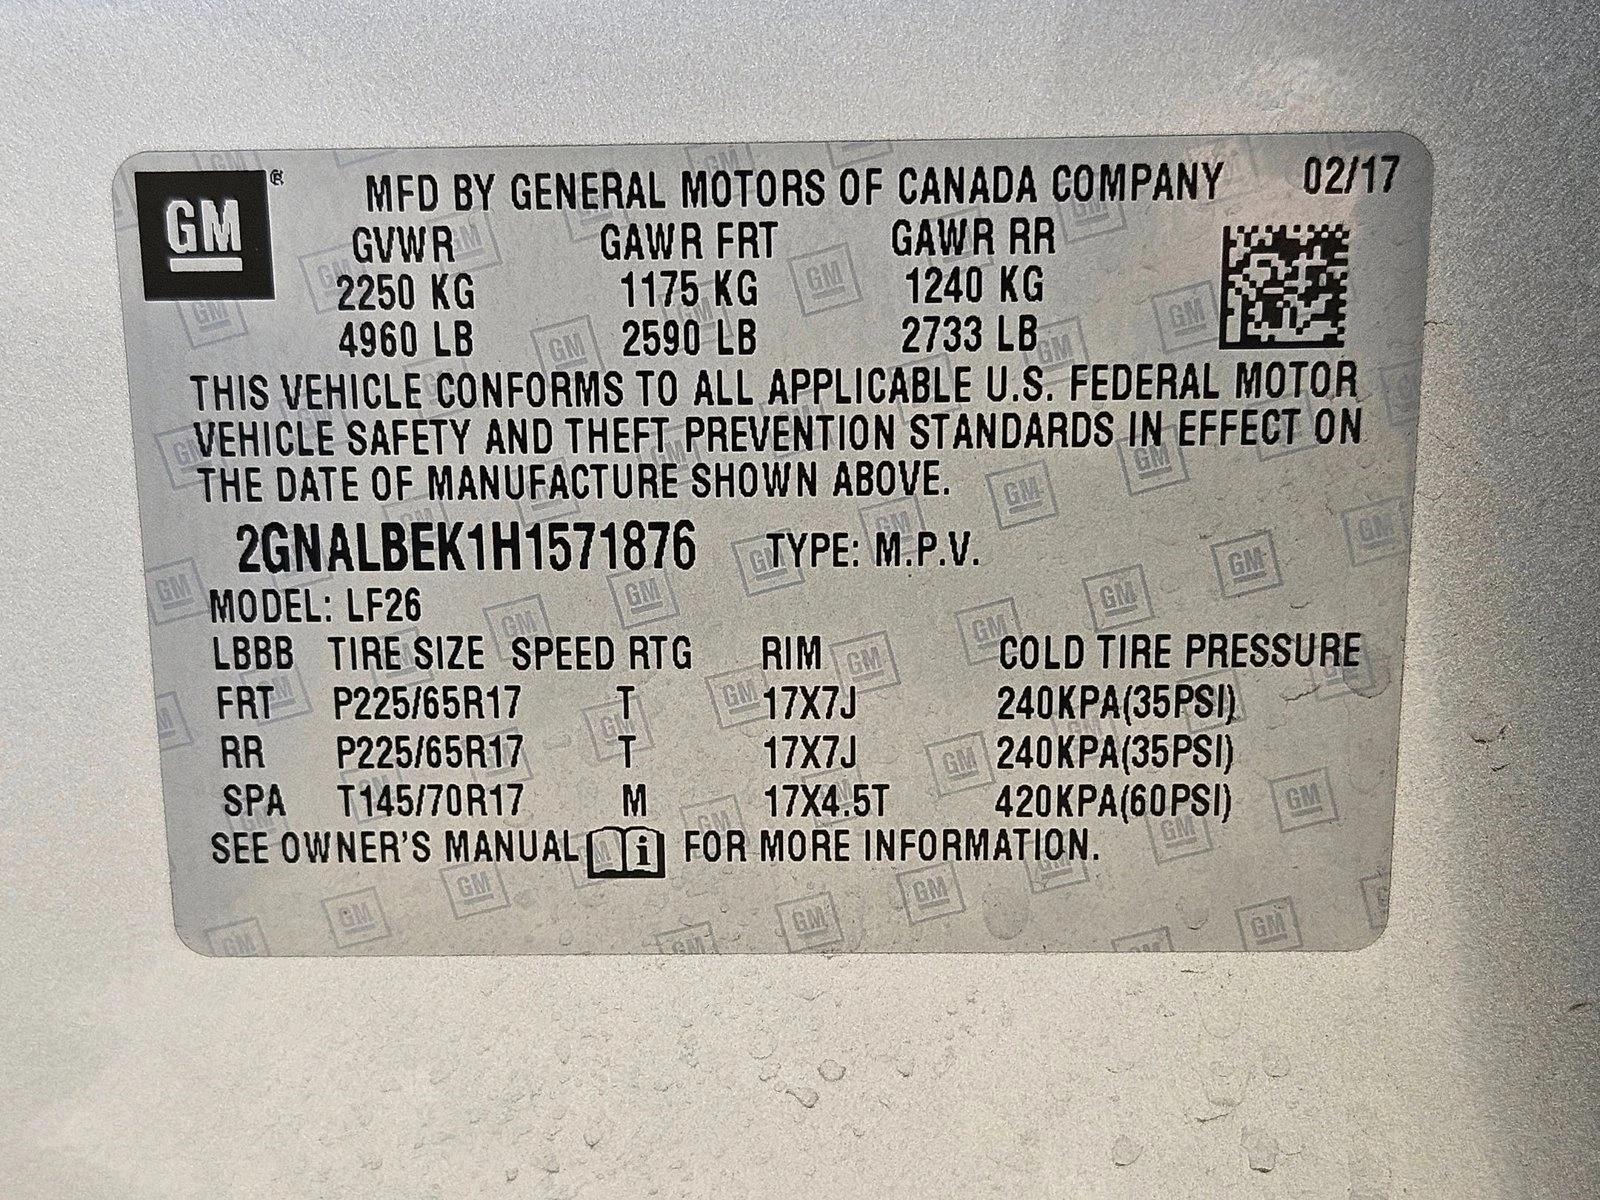 GM
MFD BY GENERAL MOTORS OF CANADA COMPANY 02/17
GVWR GAWR FRT GAWR RR
2250 KG 1175 KG 1240 KG
4960 LB 2590 LB 2733 LB
THIS VEHICLE CONFORMS TO ALL APPLICABLE U.S. FEDERAL MOTOR
VEHICLE SAFETY AND THEFT PREVENTION STANDARDS IN EFFECT ON
THE DATE OF MANUFACTURE SHOWN ABOVE.
2GNALBEK1H1571876 TYPE: M.P.V.
MODEL: LF26
LBBB TIRE SIZE SPEED RTG RIM COLD TIRE PRESSURE
FRT P225/65R17 T 17X7J 240KPA(35PSI)
RR P225/65R17 T 17X7J 240KPA(35PSI)
SPA T145/70R17 M 17X4.5T 420KPA(60PSI)
SEE OWNER'S MANUAL i FOR MORE INFORMATION.